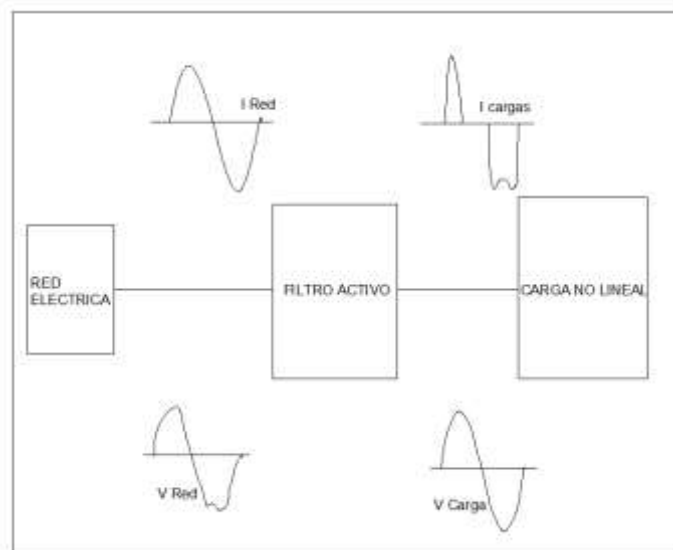 I Red
I cargas
RED
ELECTRICA
FILTRO ACTIVO
CARGA NO LINEAL
V Red
V Carga